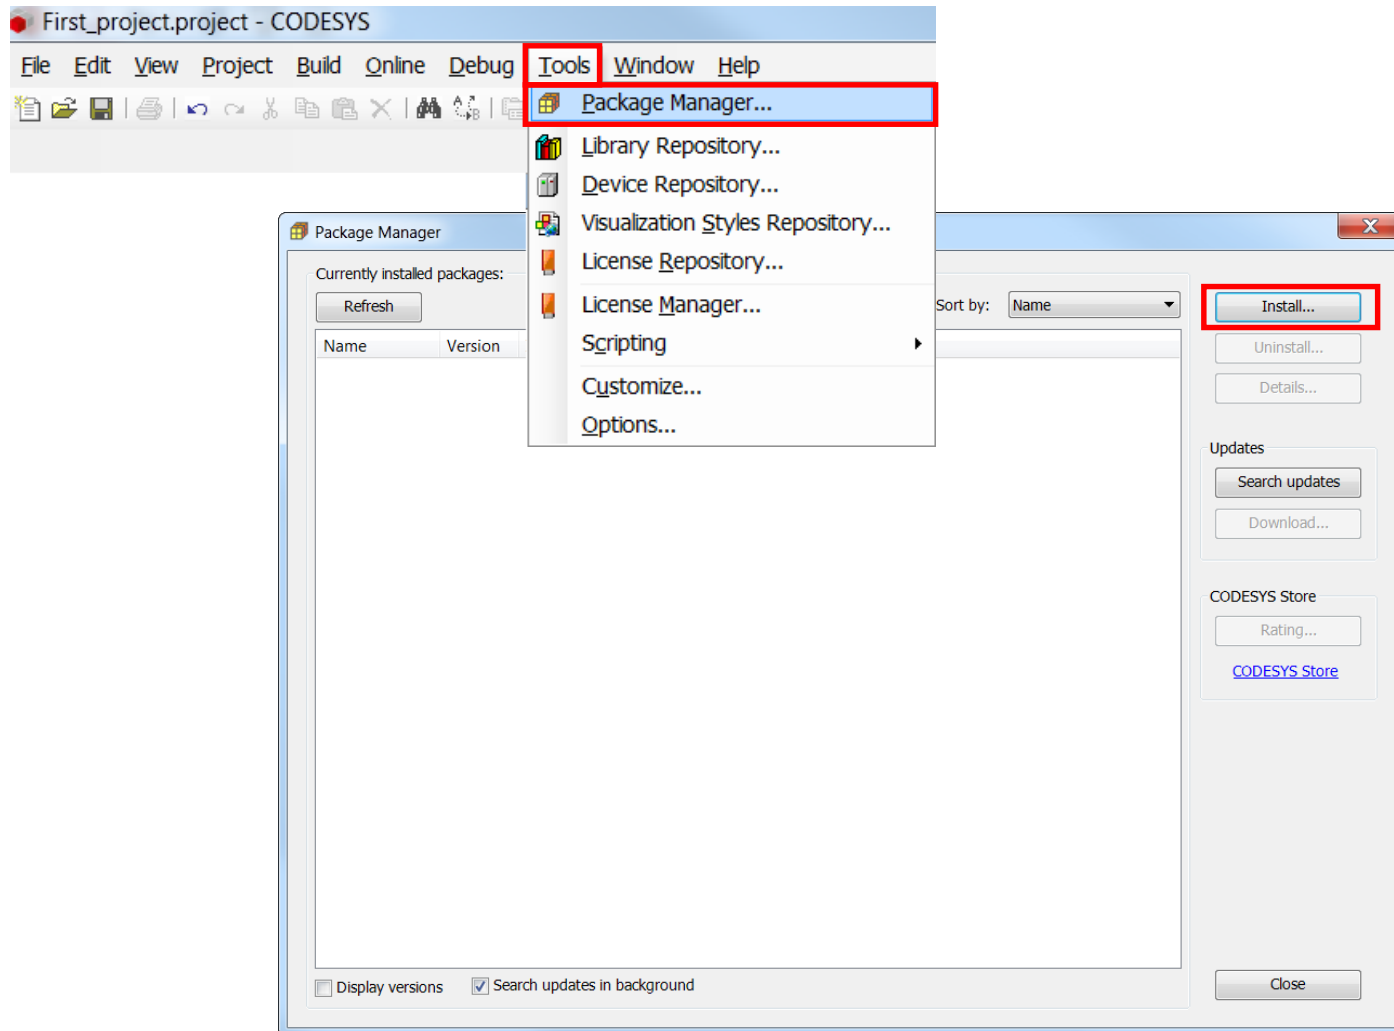 First_project.project - CODESYS
File Edit View Project Build Online Debug Tools Window Help
Package Manager...
Library Repository...
Device Repository...
Visualization Styles Repository...
License Repository...
License Manager...
Scripting
Customize...
Options...
Package Manager
X
Currently installed packages:
Refresh
Sort by: Name
Name Version
Install...
Uninstall...
Details...
Updates
Search updates
Download...
CODESYS Store
Rating...
CODESYS Store
Display versions Search updates in background
Close